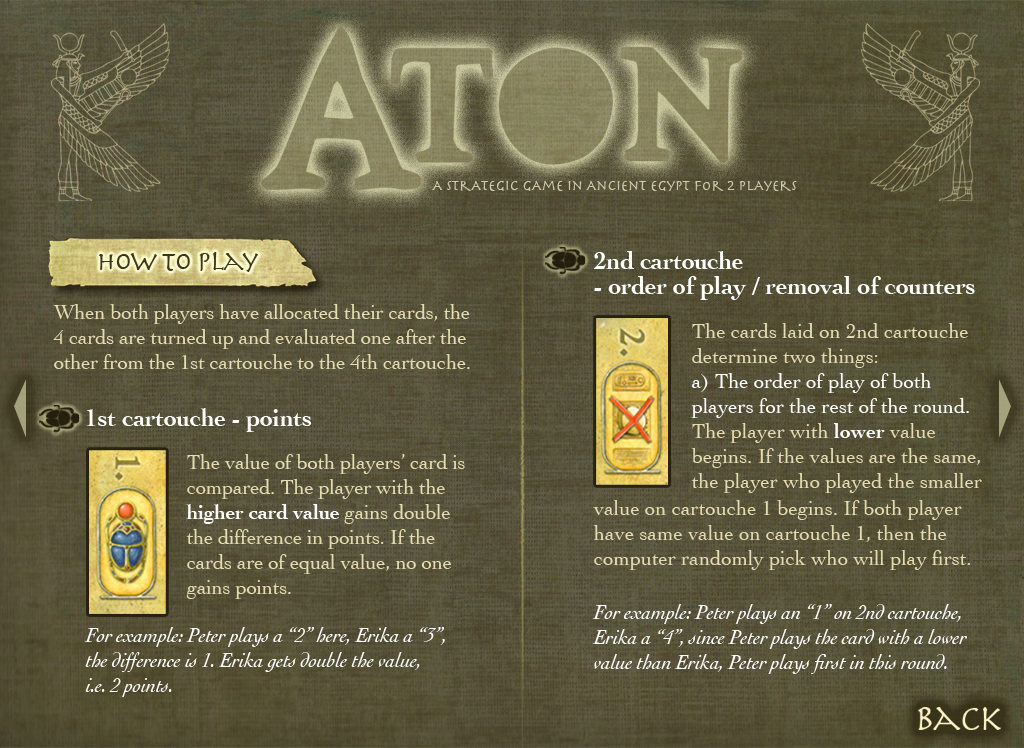 ATON
A STRATEGIC GAME IN ANCIENT EGYPT FOR 2 PLAYERS
HOW TO PLAY
When both players have allocated their cards, the
4 cards are turned up and evaluated one after the
other from the 1st cartouche to the 4th cartouche.
1st cartouche - points
1.
The value of both players' card is
compared. The player with the
higher card value gains double
the difference in points. If the
cards are of equal value, no one
gains points.
For example: Peter plays a “2” here, Erika a “3”,
the difference is 1. Erika gets double the value,
i.e. 2 points.
2nd cartouche
- order of play / removal of counters
2.
The cards laid on 2nd cartouche
determine two things:
a) The order of play of both
players for the rest of the round.
The player with lower value
begins. If the values are the same,
the player who played the smaller
value on cartouche 1 begins. If both player
have same value on cartouche 1, then the
computer randomly pick who will play first.
For example: Peter plays an “1” on 2nd cartouche,
Erika a “4”, since Peter plays the card with a lower
value than Erika, Peter plays first in this round.
BACK